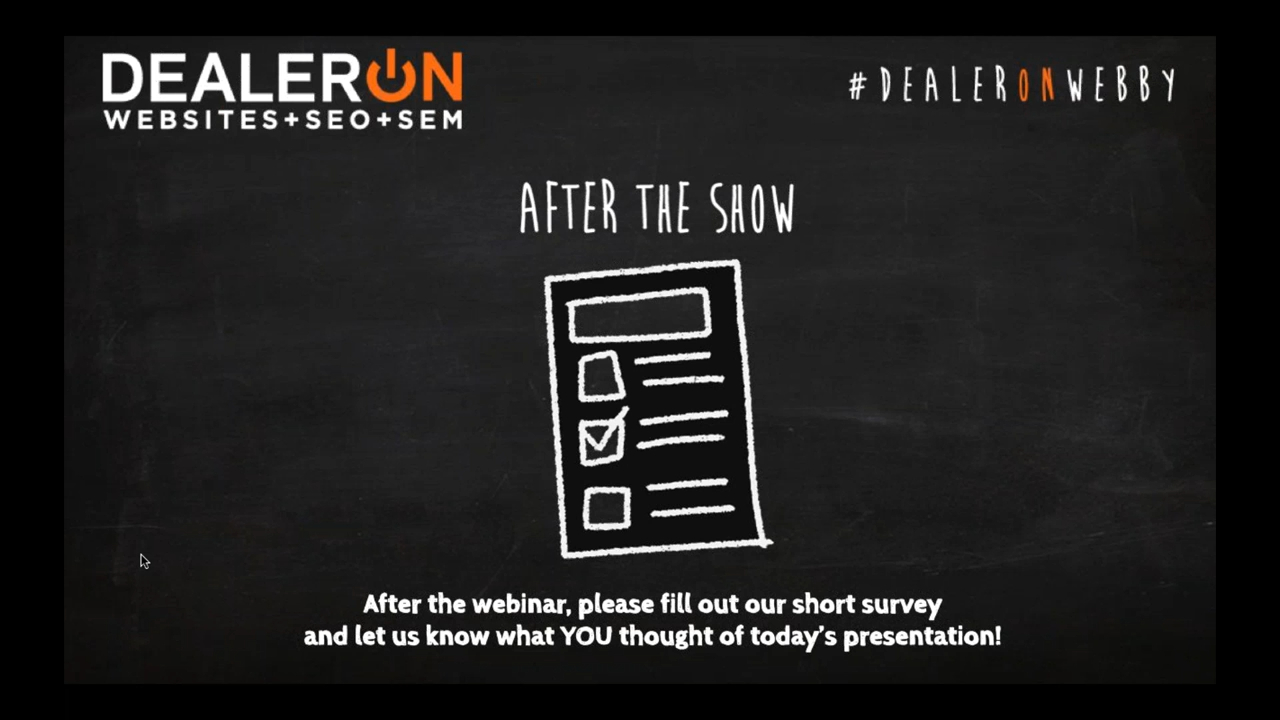 DEALERON
WEBSITES+SEO+SEM
#DEALERONWEBBY
AFTER THE SHOW
After the webinar, please fill out our short survey
and let us know what YOU thought of today's presentation!